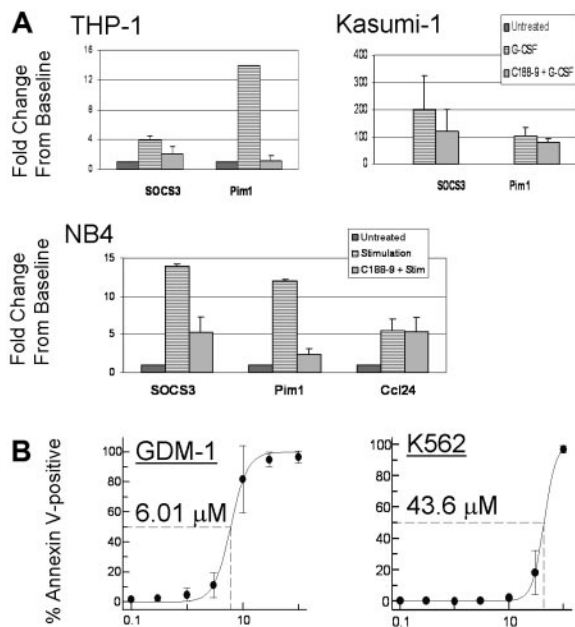 A
THP-1
Kasumi-1
Untreated
G-CSF
C188-9 + G-CSF
Fold Change
From Baseline
16
12
8
4
0
SOCS3
Pim1
400
300
200
100
0
SOCS3
Pim1
NB4
Untreated
Stimulation
C188-9 + Stim
Fold Change
From Baseline
15
10
5
0
SOCS3
Pim1
Ccl24
B
% Annexin V-positive
GDM-1
100
80
60
40
20
0
6.01 µM
0.1
10
K562
100
80
60
40
20
0
43.6 µM
0.1
10